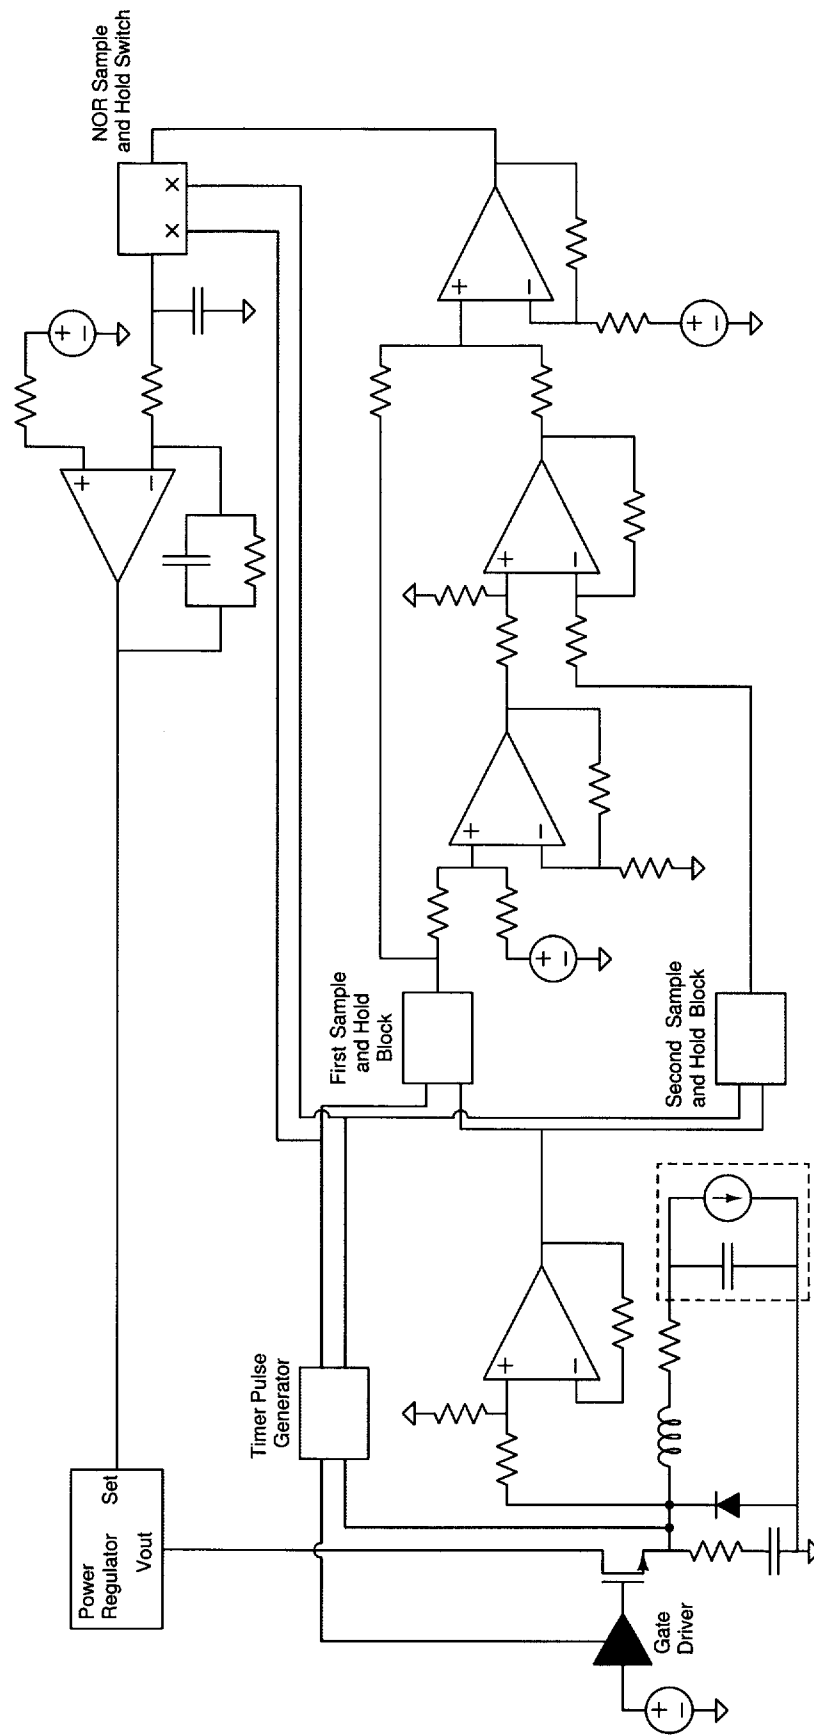 Power
Regulator
Set
Vout
Gate
Driver
Timer Pulse
Generator
First Sample
and Hold
Block
Second Sample
and Hold Block
NOR Sample
and Hold Switch
X
X
+
−
+
−
+
−
+
−
+
−
+
−
+
−
+
−
+
−